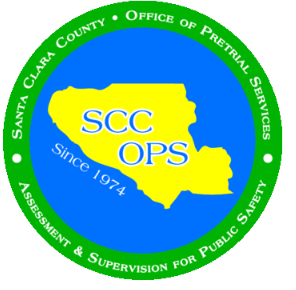 Santa Clara County • Office of Pretrial Services
SCC
OPS
Since 1974
Assessment & Supervision for Public Safety